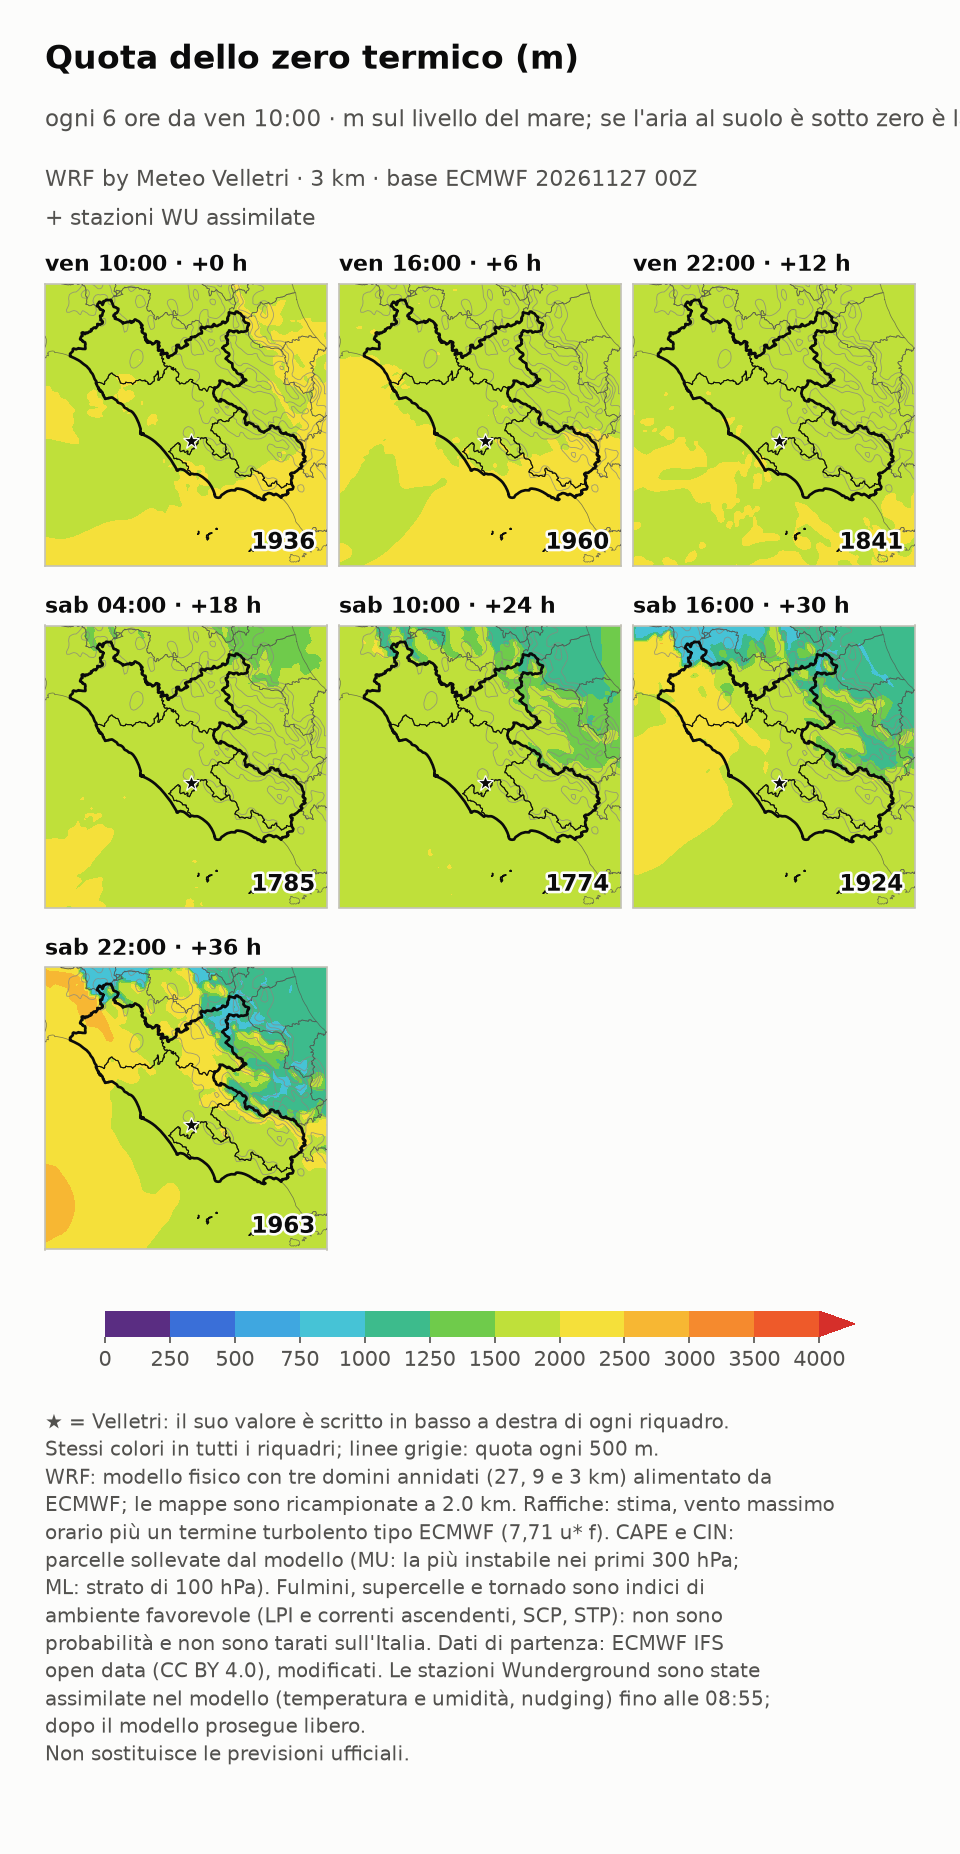 Quota dello zero termico (m)
ogni 6 ore da ven 10:00 · m sul livello del mare; se l'aria al suolo è sotto zero è l
WRF by Meteo Velletri · 3 km · base ECMWF 20261127 00Z
+ stazioni WU assimilate
ven 10:00 · +0 h
ven 16:00 · +6 h
ven 22:00 · +12 h
1936
1960
1841
sab 04:00 · +18 h
sab 10:00 · +24 h
sab 16:00 · +30 h
1785
1774
1924
sab 22:00 · +36 h
1963
0 250 500 750 1000 1250 1500 2000 2500 3000 3500 4000
★ = Velletri: il suo valore è scritto in basso a destra di ogni riquadro.
Stessi colori in tutti i riquadri; linee grigie: quota ogni 500 m.
WRF: modello fisico con tre domini annidati (27, 9 e 3 km) alimentato da
ECMWF; le mappe sono ricampionate a 2.0 km. Raffiche: stima, vento massimo
orario più un termine turbolento tipo ECMWF (7,71 u* f). CAPE e CIN:
parcelle sollevate dal modello (MU: la più instabile nei primi 300 hPa;
ML: strato di 100 hPa). Fulmini, supercelle e tornado sono indici di
ambiente favorevole (LPI e correnti ascendenti, SCP, STP): non sono
probabilità e non sono tarati sull'Italia. Dati di partenza: ECMWF IFS
open data (CC BY 4.0), modificati. Le stazioni Wunderground sono state
assimilate nel modello (temperatura e umidità, nudging) fino alle 08:55;
dopo il modello prosegue libero.
Non sostituisce le previsioni ufficiali.